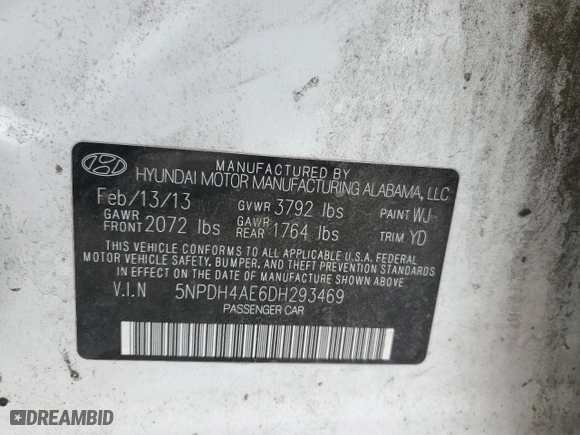 MANUFACTURED BY
HYUNDAI MOTOR MANUFACTURING ALABAMA, LLC
Feb/13/13 GVWR 3792 lbs PAINT WJ
GAWR FRONT 2072 lbs GAWR REAR 1764 lbs TRIM YD
THIS VEHICLE CONFORMS TO ALL APPLICABLE U.S.A. FEDERAL
MOTOR VEHICLE SAFETY, BUMPER, AND THEFT PREVENTION STANDARDS
IN EFFECT ON THE DATE OF MANUFACTURE SHOWN ABOVE.
V.I.N 5NPDH4AE6DH293469
PASSENGER CAR
DREAMBID